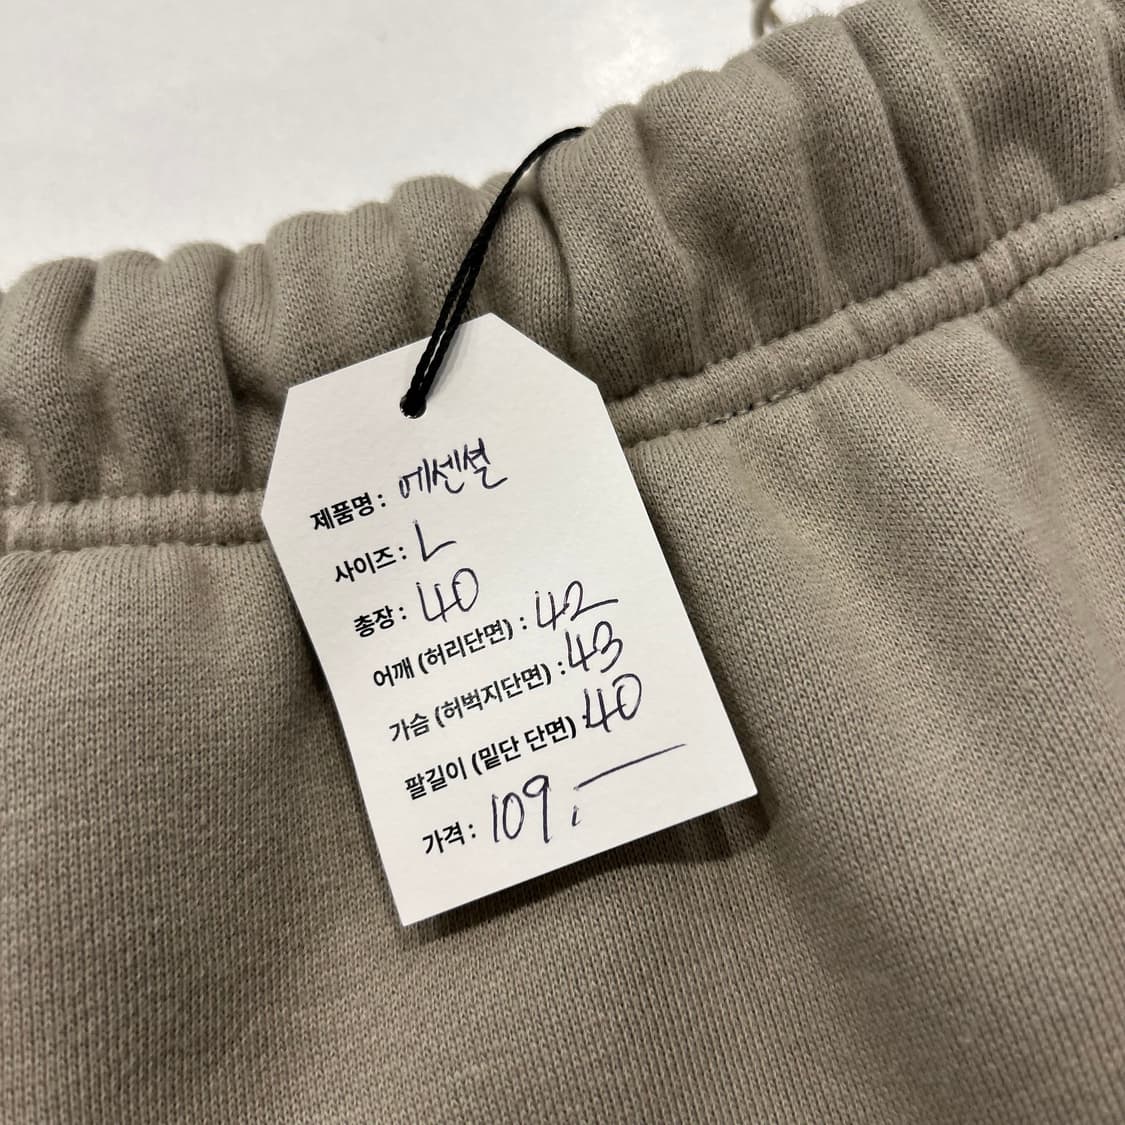 제품명 : 에센셜
사이즈 : L
총장 : 40
어깨 (허리단면) : 42
가슴 (허벅지단면) : 43
팔길이 (밑단 단면) : 40
가격 : 109,—